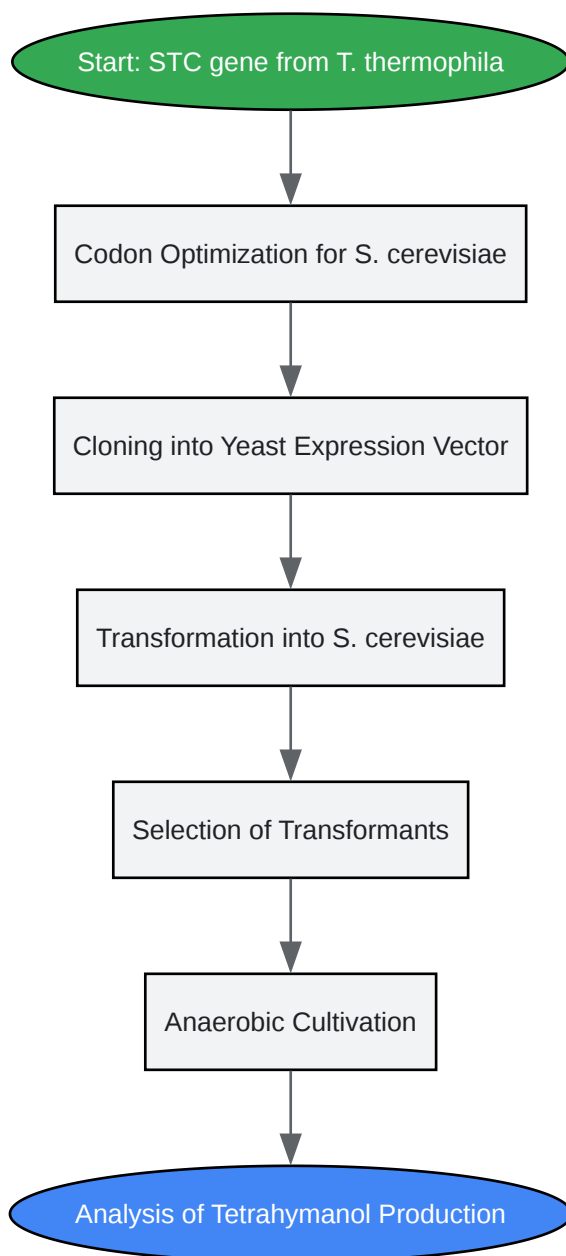 Start: STC gene from T. thermophila
Codon Optimization for S. cerevisiae
Cloning into Yeast Expression Vector
Transformation into S. cerevisiae
Selection of Transformants
Anaerobic Cultivation
Analysis of Tetrahymanol Production